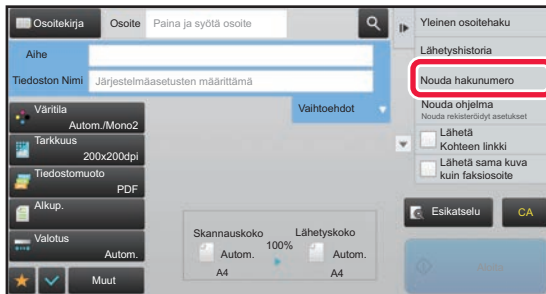 Osoitekirja
Osoite
Paina ja syötä osoite
Aihe
Tiedoston Nimi
Järjestelmäasetusten määrittämä
Vaihtoehdot
Väritila
Autom./Mono2
Tarkkuus
200x200dpi
Tiedostomuoto
PDF
Alkup.
Valotus
Autom.
Muut
Skannauskoko
Lähetyskoko
100%
Autom.
Autom.
A4
A4
Yleinen osoitehaku
Lähetyshistoria
Nouda hakunumero
Nouda ohjelma
Nouda rekisteröidyt asetukset
Lähetä
Kohteen linkki
Lähetä sama kuva
kuin faksiosoite
Esikatselu
CA
Aloita